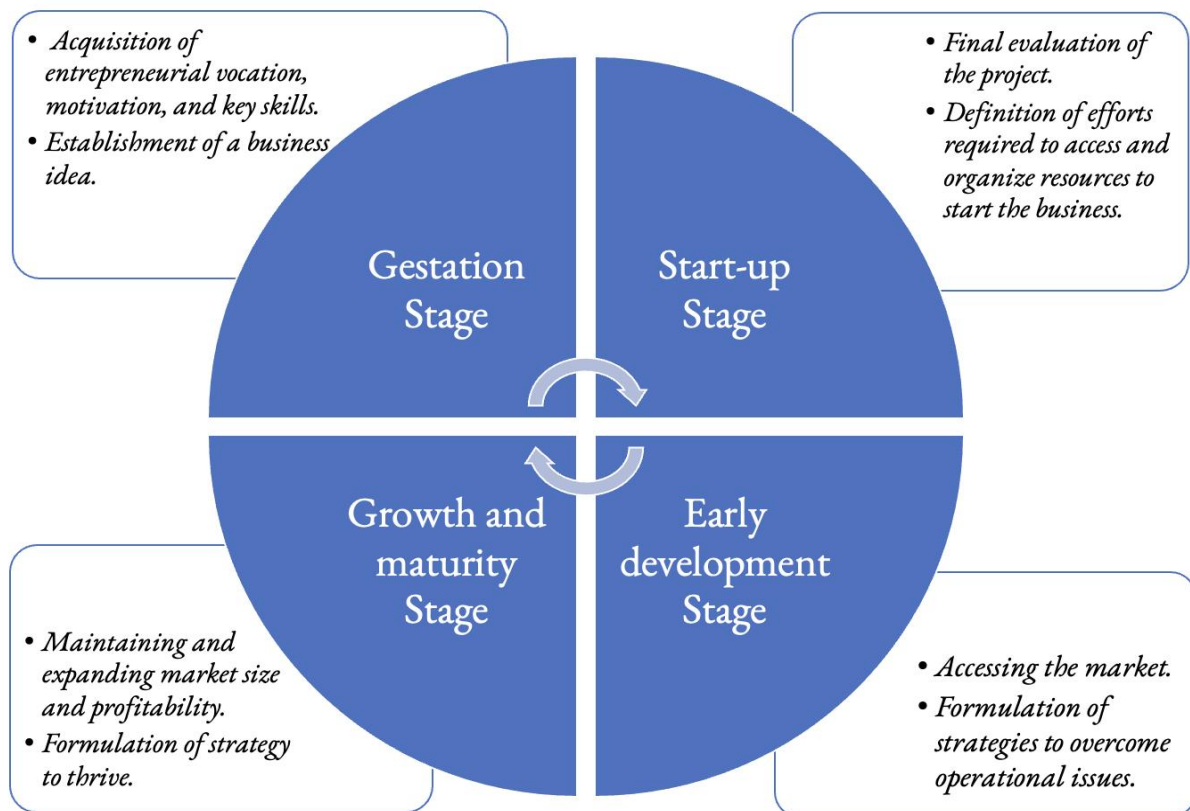 • Acquisition of
entrepreneurial vocation,
motivation, and key skills.
• Establishment of a business
idea.
• Final evaluation of
the project.
• Definition of efforts
required to access and
organize resources to
start the business.
Gestation
Stage
Start-up
Stage
Growth and
maturity
Stage
Early
development
Stage
• Maintaining and
expanding market size
and profitability.
• Formulation of strategy
to thrive.
• Accessing the market.
• Formulation of
strategies to overcome
operational issues.